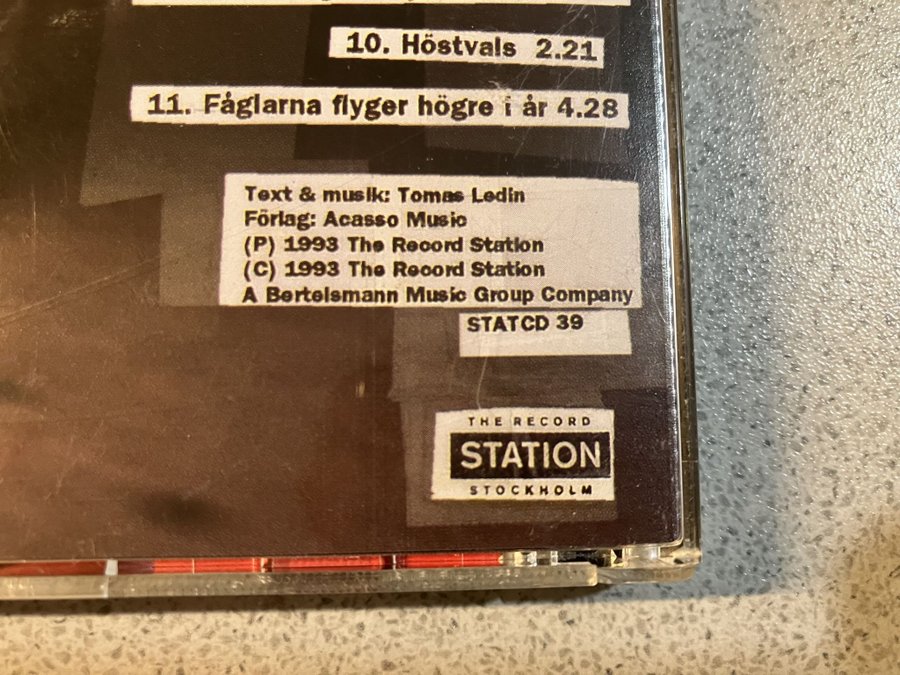 10. Höstvals 2.21
11. Fåglarna flyger högre i år 4.28
Text & musik: Tomas Ledin
Förlag: Acasso Music
(P) 1993 The Record Station
(C) 1993 The Record Station
A Bertelsmann Music Group Company
STATCD 39
THE RECORD
STATION
STOCKHOLM